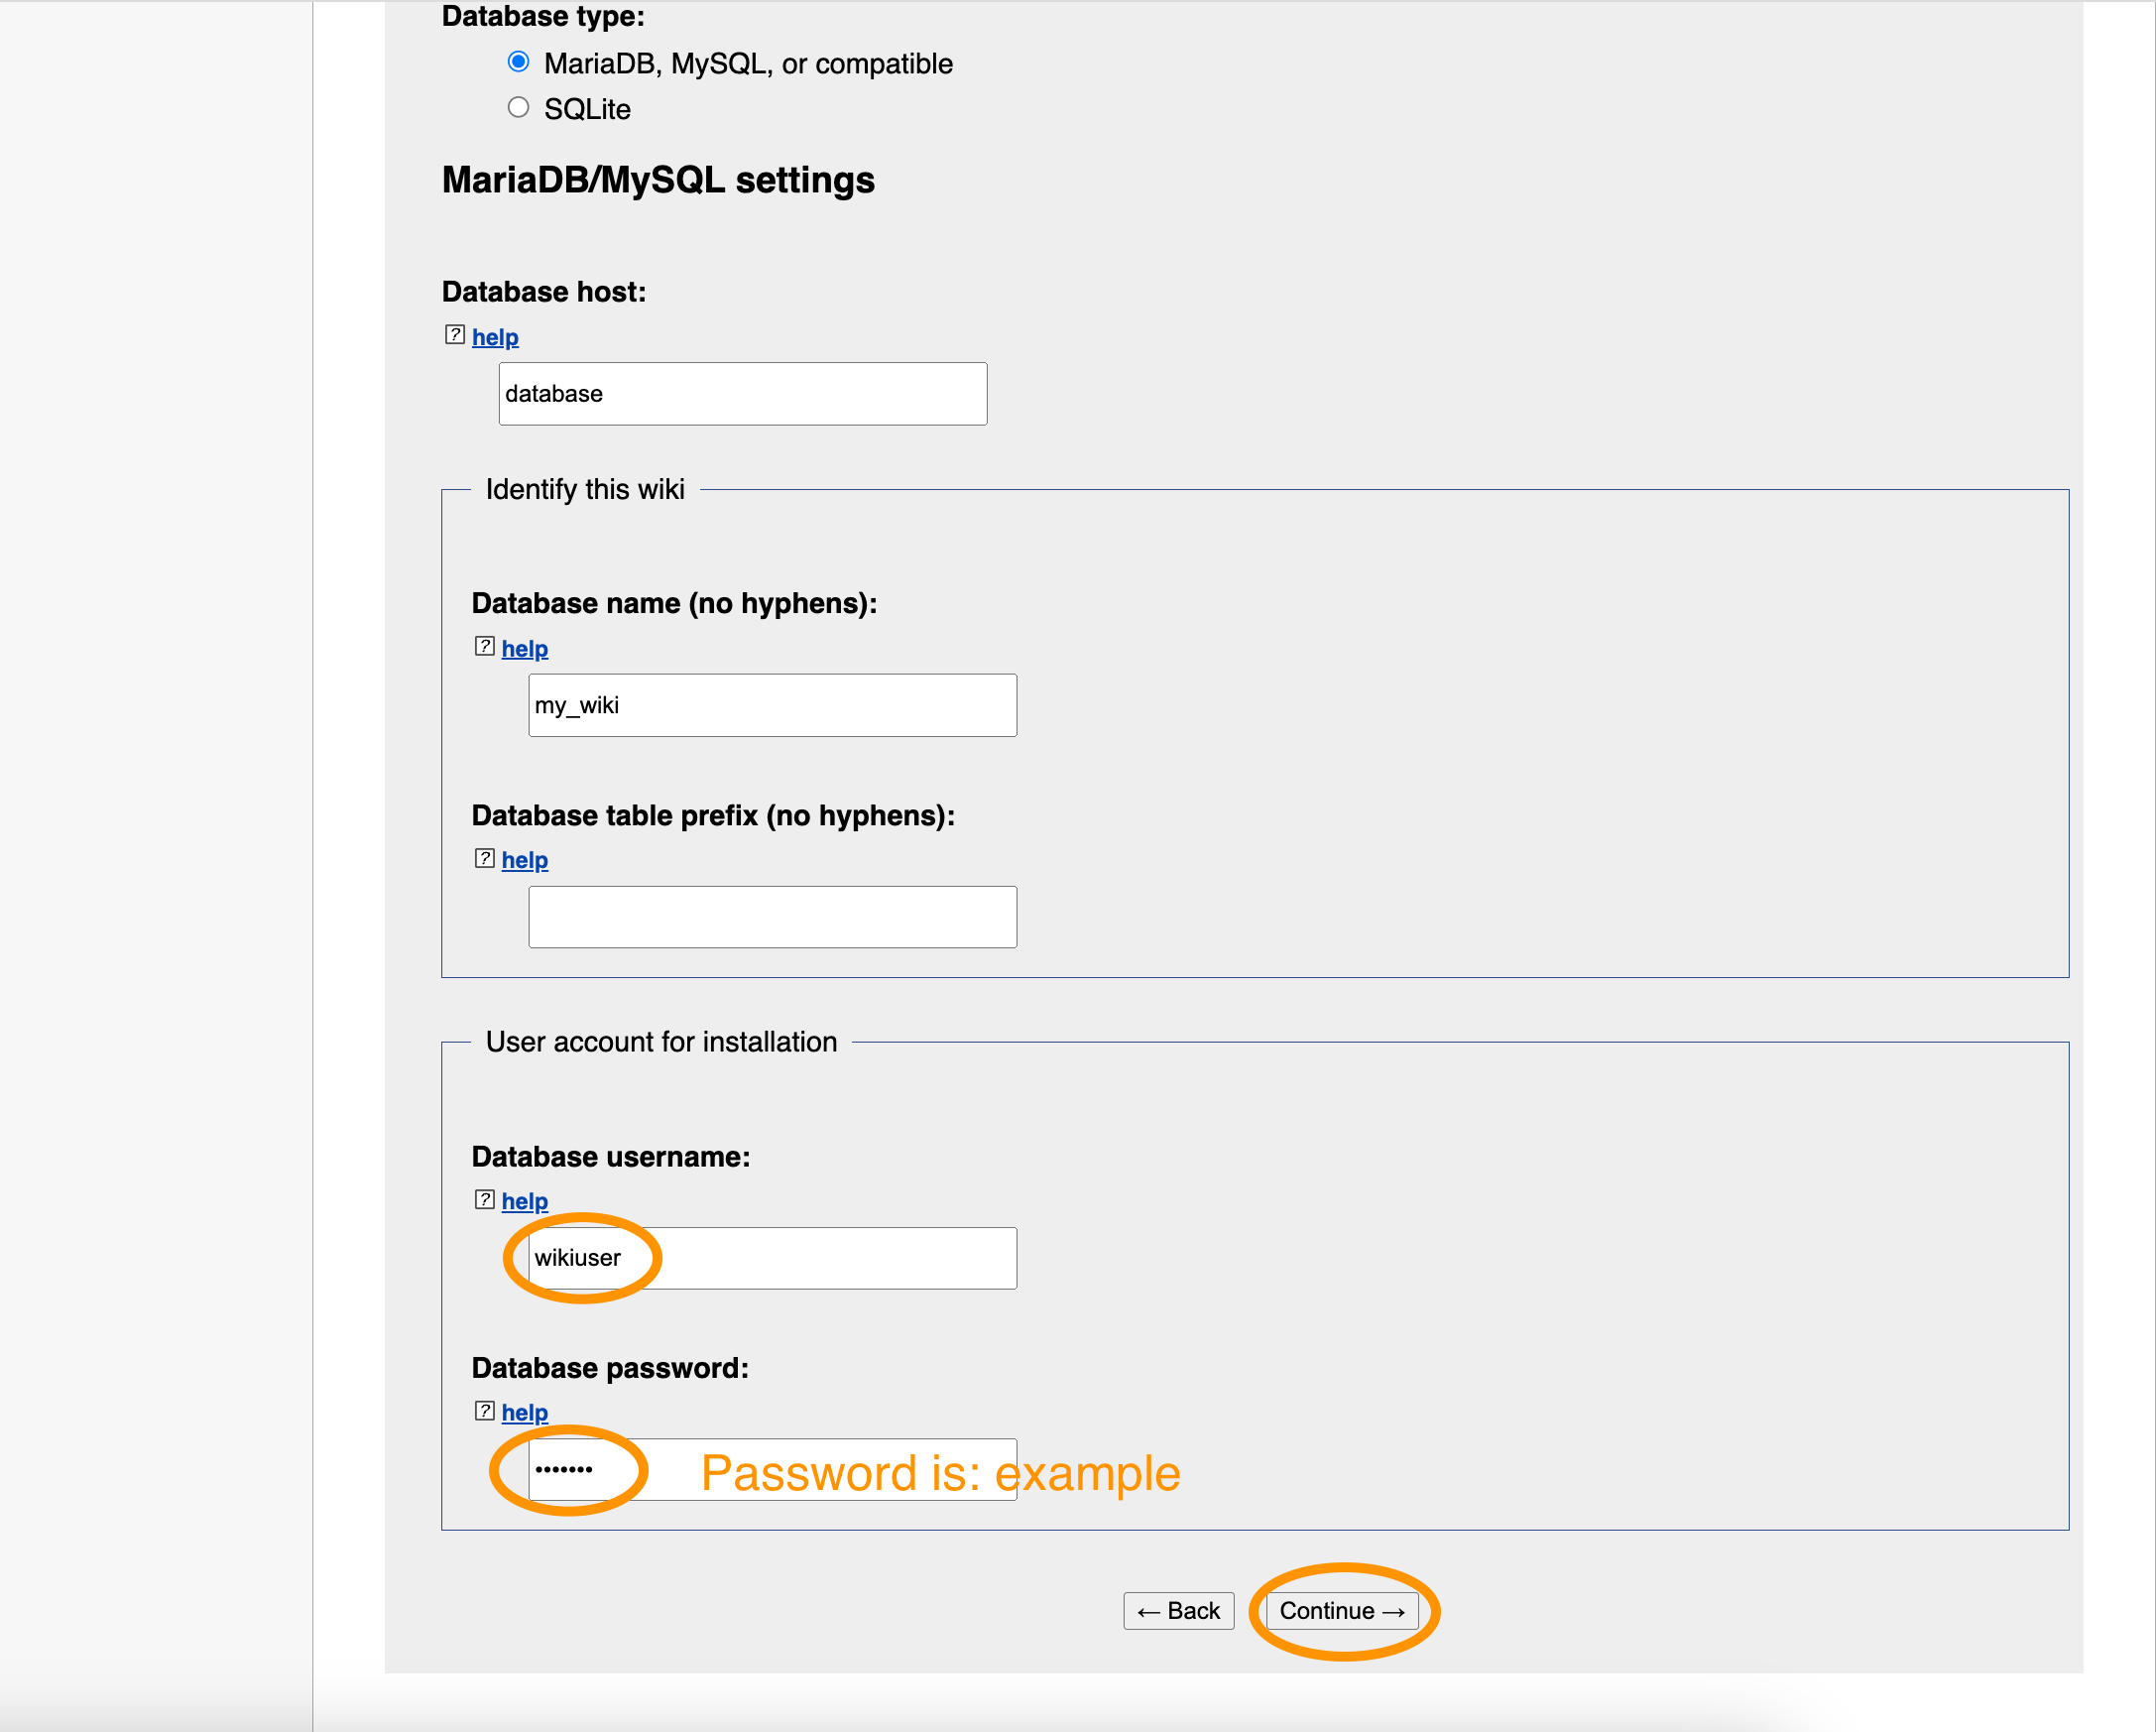 Database type:
MariaDB, MySQL, or compatible
SQLite
MariaDB/MySQL settings
Database host:
? help
database
Identify this wiki
Database name (no hyphens):
? help
my_wiki
Database table prefix (no hyphens):
? help
User account for installation
Database username:
? help
wikiuser
Database password:
? help
••••••• Password is: example
← Back Continue →